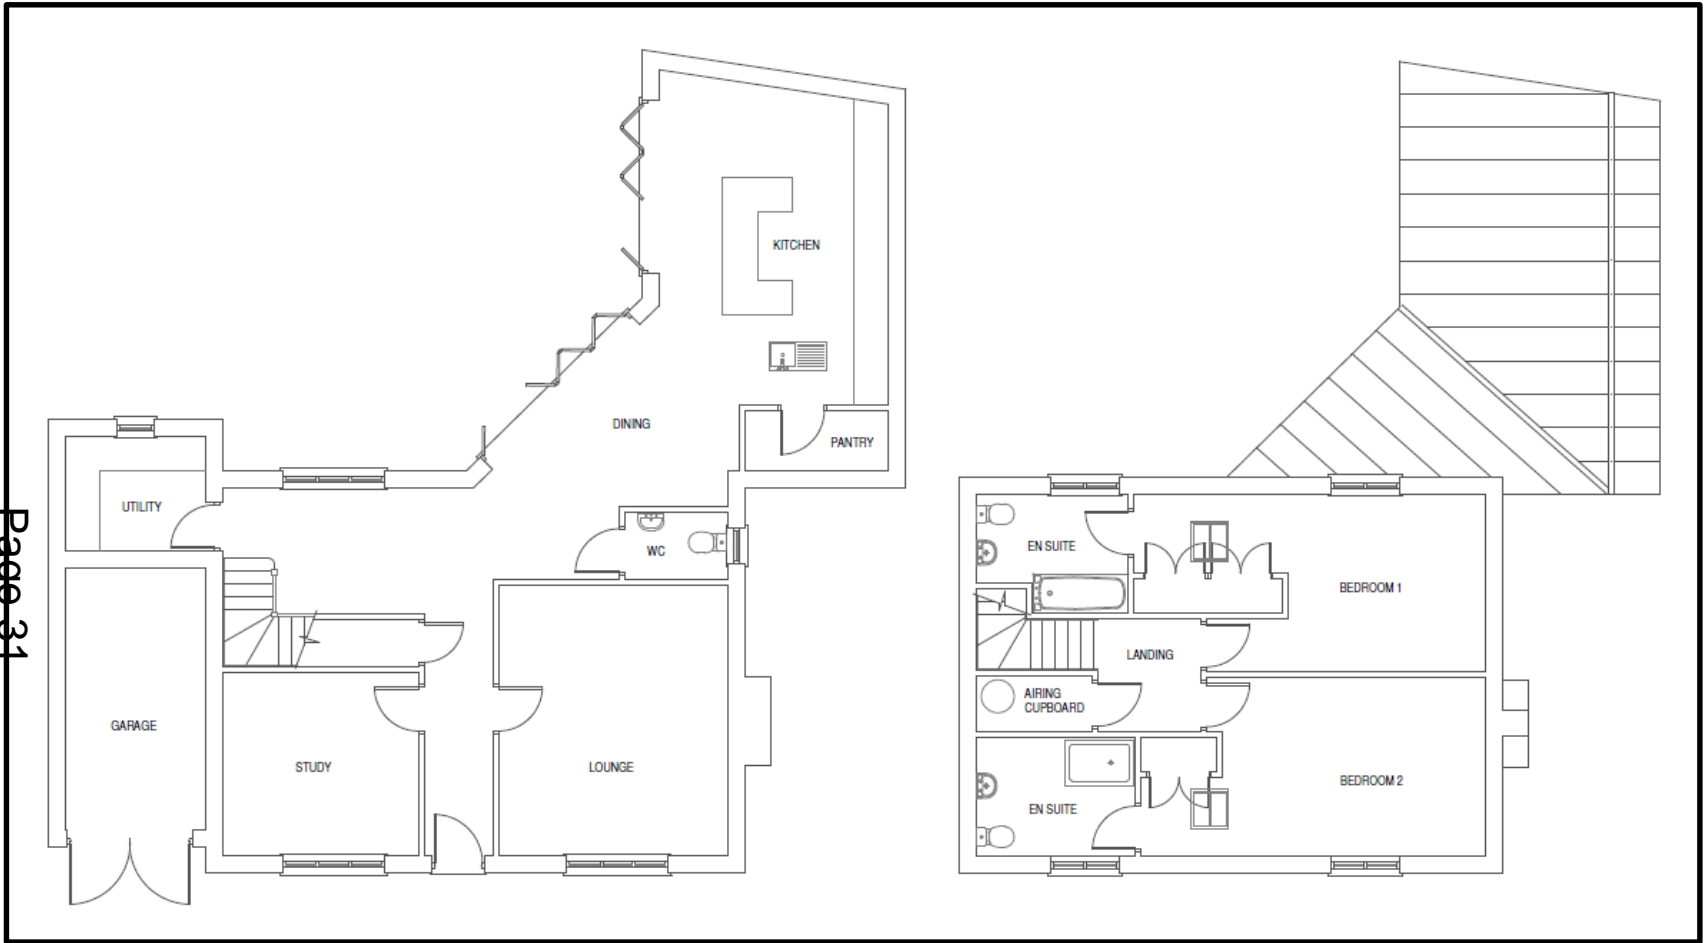 KITCHEN
DINING
PANTRY
UTILITY
WC
GARAGE
STUDY
LOUNGE
EN SUITE
BEDROOM 1
LANDING
AIRING
CUPBOARD
BEDROOM 2
EN SUITE
Page 31